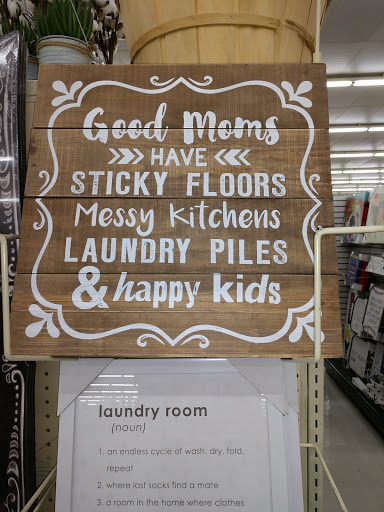 Good Moms
HAVE
STICKY FLOORS
Messy Kitchens
LAUNDRY PILES
& happy kids
laundry room
(noun)
1. an endless cycle of wash, dry, fold,
repeat
2. where lost socks find a mate
3. a room in the home where clothes